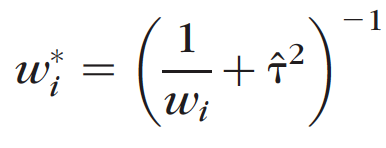 $w_i^* = \left( \frac{1}{w_i} + \hat{\tau}^2 \right)^{-1}$